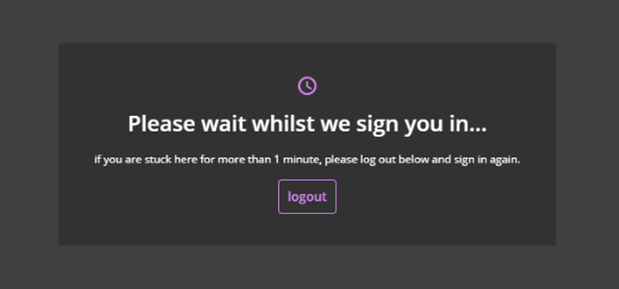 Please wait whilst we sign you in...
if you are stuck here for more than 1 minute, please log out below and sign in again.
logout